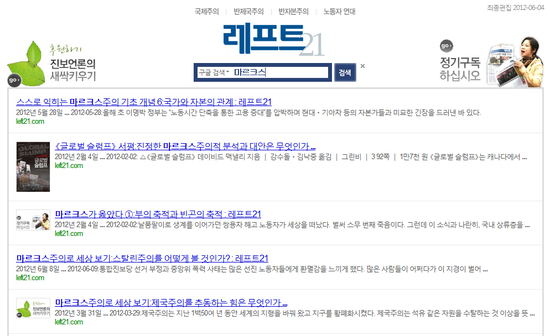 최종편집 2012-06-04
국제주의 | 반제국주의 | 반자본주의 | 노동자 연대
후원하기
진보언론의
새싹키우기
go
레프트21
go
정기구독
하십시오
구글 검색 마르크스 검색 ×
스스로 익히는 마르크스주의 기초 개념 6:국가와 자본의 관계 : 레프트21
2012년 5월 28일 ... 2012-05-28:올해 초 이명박 정부는 '노동시간 단축을 통한 고용 증대'를 압박하며 현대・기아차 등의 자본가들과 미묘한 긴장을 드러낸 바 있다.
left21.com
《글로벌 슬럼프》 서평:진정한 마르크스주의적 분석과 대안은 무엇인가 ...
2012년 2월 4일 ... 2012-02-02: △《글로벌 슬럼프》 데이비드 맥낼리 지음 | 강수돌・김낙중 옮김 | 그린비 | 3 92쪽 | 1만7천 원 《글로벌 슬럼프》는 캐나다에서 ...
left21.com
마르크스가 옳았다 ①:부의 축적과 빈곤의 축적 : 레프트21
2012년 2월 4일 ... 2012-02-02:날품팔이로 생계를 이어가던 정용자 해고 노동자가 세상을 떠났다. 벌써 스무 번째 죽음이다. 그런데 이 소식과 나란히, 국내 상류층을 ...
left21.com
마르크스주의로 세상 보기:스탈린주의를 어떻게 볼 것인가? : 레프트21
2012년 6월 8일 ... 2012-06-09:통합진보당 선거 부정과 중앙위 폭력 사태는 많은 선진 노동자들에게 환멸감을 느끼게 했다. 많은 사람들이 어쩌다가 이 지경에 벌어 ...
left21.com
마르크스주의로 세상 보기:제국주의를 추동하는 힘은 무엇인가 ...
2012년 3월 31일 ... 2012-03-29:제국주의는 지난 1백50여 년 동안 세계의 지형을 바꿔 왔고 지구를 황폐화시켰다. 제국주의는 석유 같은 자원을 수탈하는 것 이상을 뜻 ...
left21.com